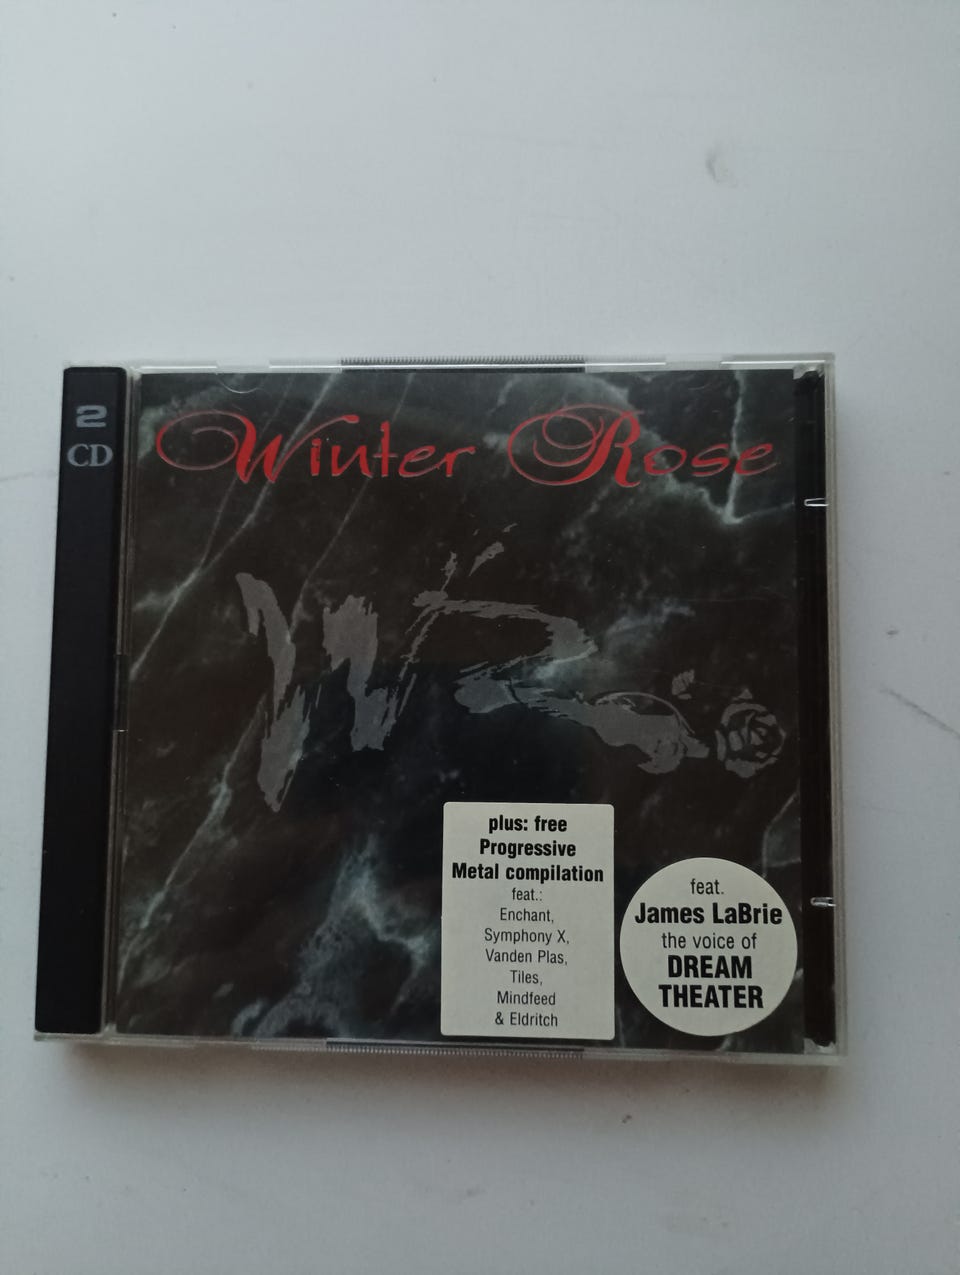 2
CD
Winter Rose
WR
plus: free
Progressive
Metal compilation
feat.:
Enchant,
Symphony X,
Vanden Plas,
Tiles,
Mindfeed
& Eldritch
feat.
James LaBrie
the voice of
DREAM
THEATER